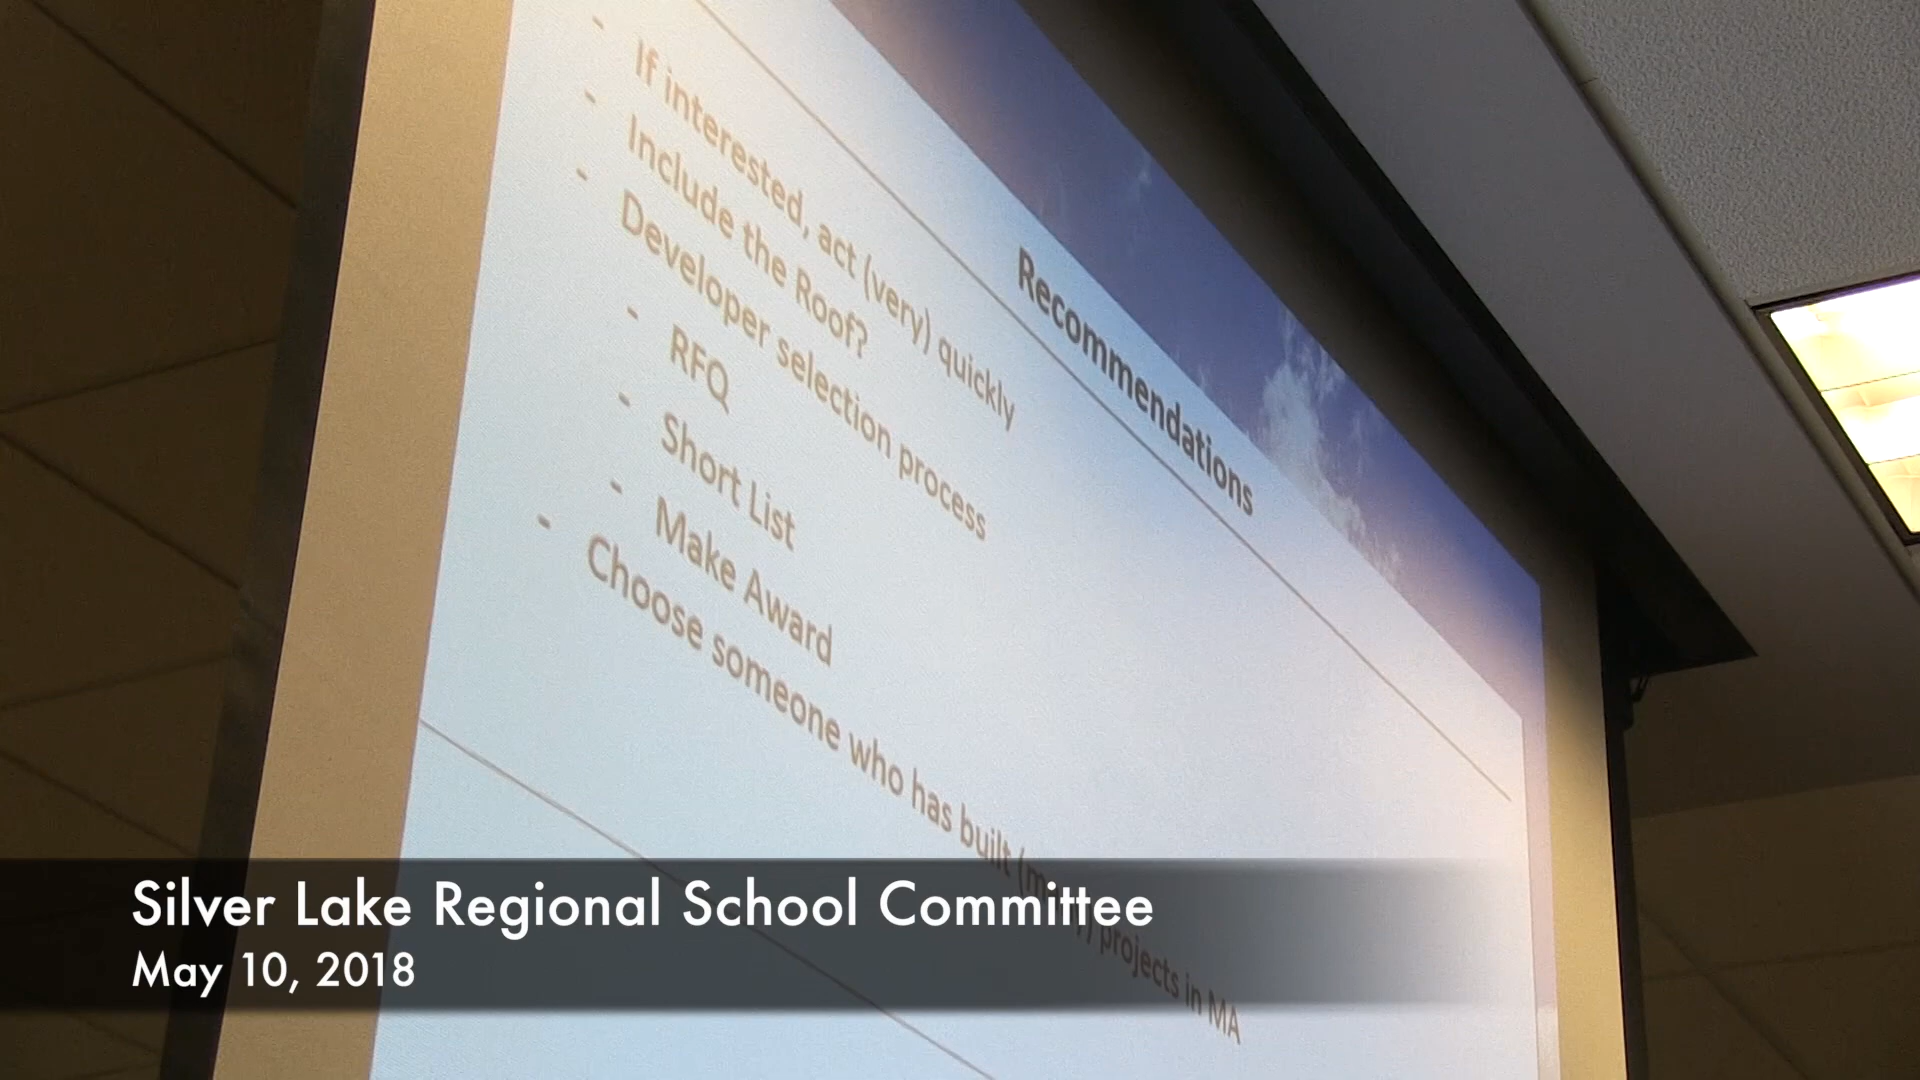 Recommendations
- If interested, act (very) quickly
- Include the Roof?
- Developer selection process
- RFQ
- Short List
- Make Award
- Choose someone who has built (many) projects in MA
Silver Lake Regional School Committee
May 10, 2018